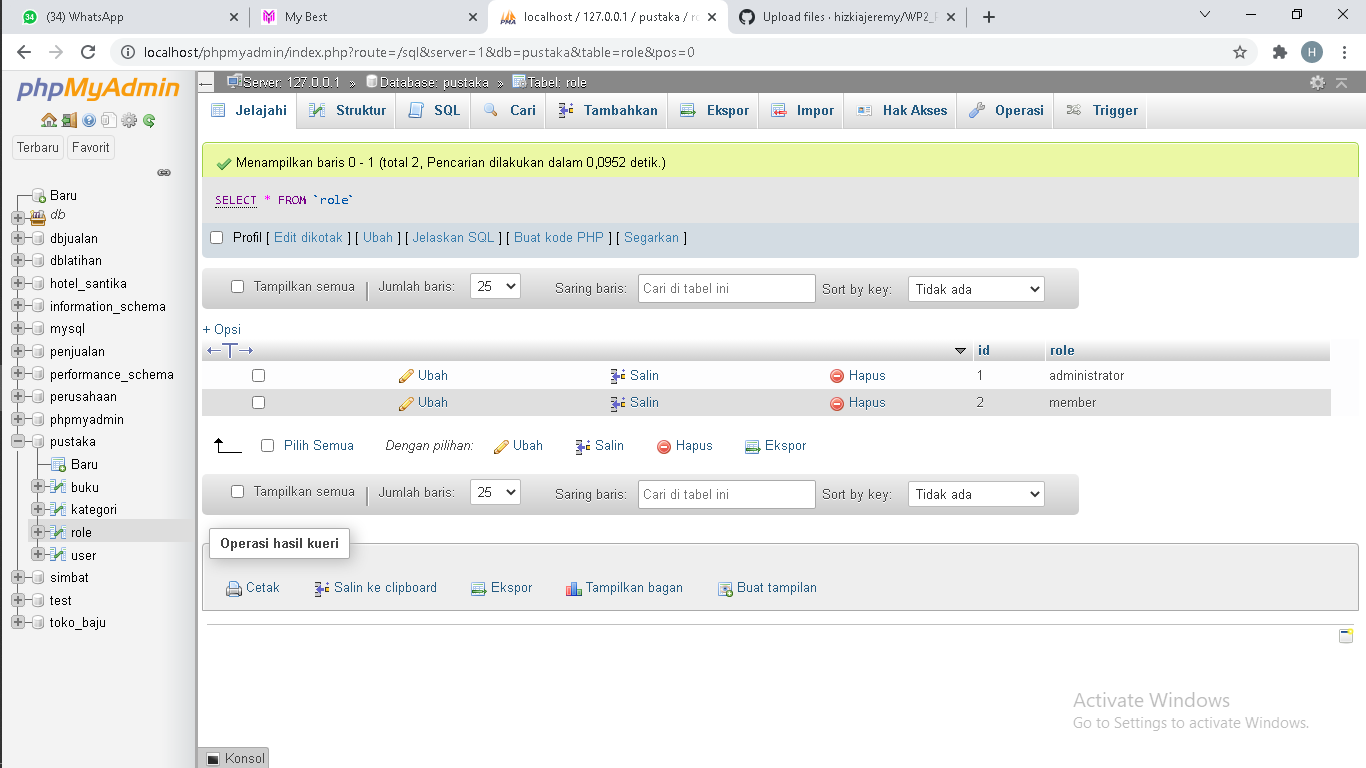 (34) WhatsApp
My Best
localhost / 127.0.0.1 / pustaka / ro
Upload files · hizkiajeremy/WP2_P
localhost/phpmyadmin/index.php?route=/sql&server=1&db=pustaka&table=role&pos=0
H
phpMyAdmin
Terbaru Favorit
Baru
db
dbjualan
dblatihan
hotel_santika
information_schema
mysql
penjualan
performance_schema
perusahaan
phpmyadmin
pustaka
Baru
buku
kategori
role
user
simbat
test
toko_baju
Server: 127.0.0.1 » Database: pustaka » Tabel: role
Jelajahi Struktur SQL Cari Tambahkan Ekspor Impor Hak Akses Operasi Trigger
Menampilkan baris 0 - 1 (total 2, Pencarian dilakukan dalam 0,0952 detik.)
SELECT * FROM `role`
Profil [ Edit dikotak ] [ Ubah ] [ Jelaskan SQL ] [ Buat kode PHP ] [ Segarkan ]
Tampilkan semua | Jumlah baris: 25 Saring baris: Cari di tabel ini Sort by key: Tidak ada
+ Opsi
←T→ id role
Ubah Salin Hapus 1 administrator
Ubah Salin Hapus 2 member
Pilih Semua Dengan pilihan: Ubah Salin Hapus Ekspor
Tampilkan semua | Jumlah baris: 25 Saring baris: Cari di tabel ini Sort by key: Tidak ada
Operasi hasil kueri
Cetak Salin ke clipboard Ekspor Tampilkan bagan Buat tampilan
Activate Windows
Go to Settings to activate Windows.
Konsol